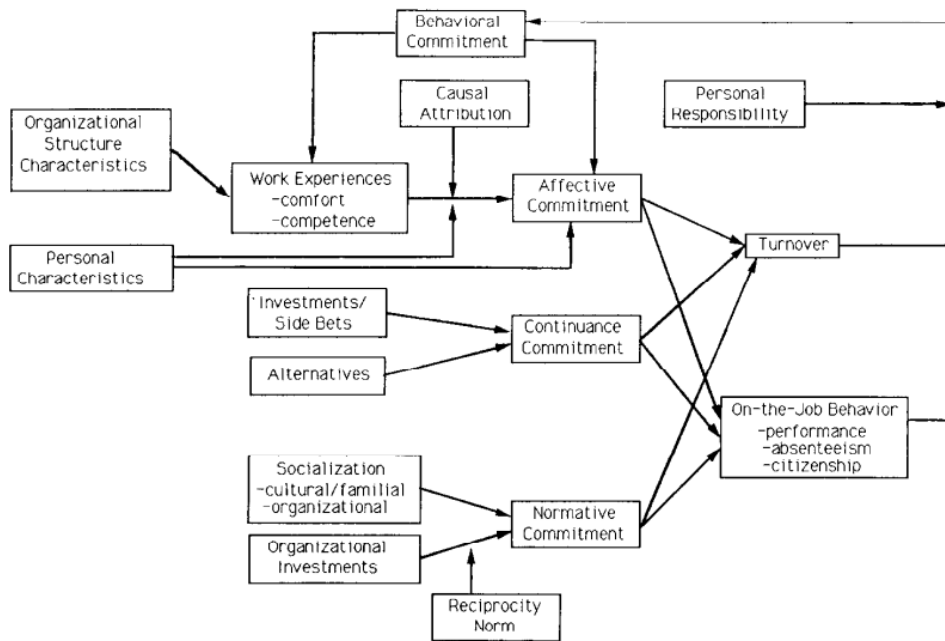 Behavioral
Commitment
Causal
Attribution
Personal
Responsibility
Organizational
Structure
Characteristics
Work Experiences
-comfort
-competence
Affective
Commitment
Turnover
Personal
Characteristics
Investments/
Side Bets
Continuance
Commitment
Alternatives
On-the-Job Behavior
-performance
-absenteeism
-citizenship
Socialization
-cultural/familial
-organizational
Normative
Commitment
Organizational
Investments
Reciprocity
Norm